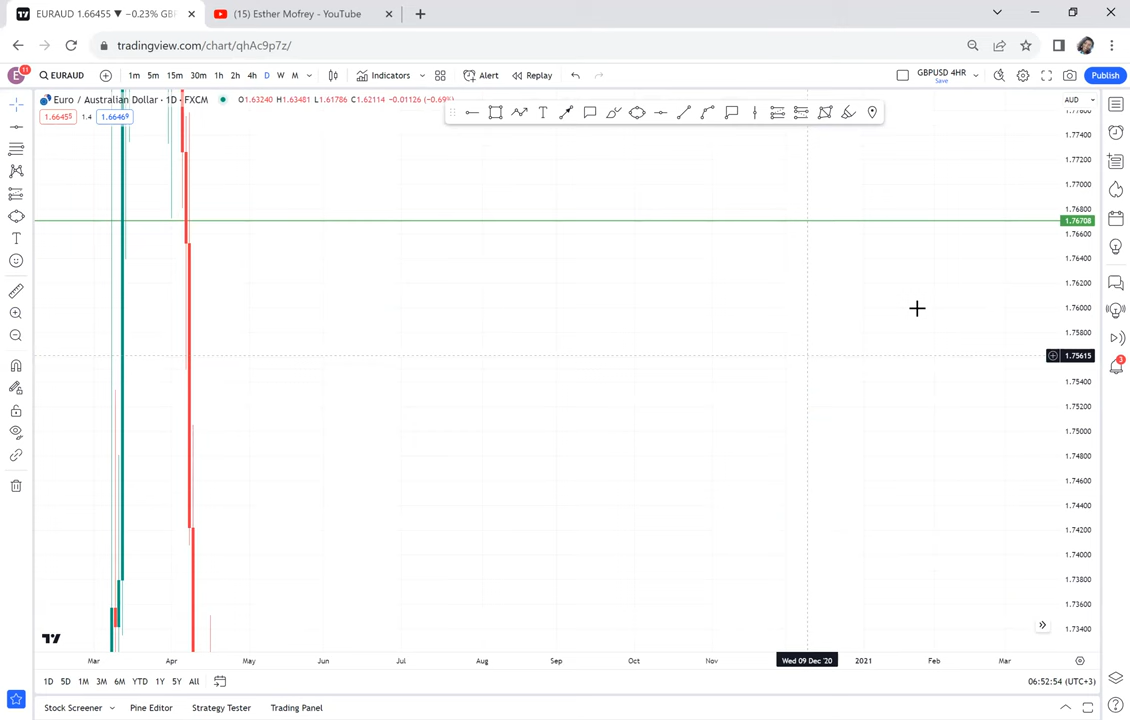 EURAUD 1.66455 ▼ −0.23% GB
(15) Esther Mofrey - YouTube
tradingview.com/chart/qhAc9p7z/
E 11 EURAUD 1m 5m 15m 30m 1h 2h 4h D W M Indicators Alert Replay GBPUSD 4HR Save Publish
Euro / Australian Dollar · 1D · FXCM O1.63240 H1.63481 L1.61786 C1.62114 −0.01126 (−0.69%)
AUD
1.66455 1.4 1.66469
1.77400
1.77200
1.77000
1.76800
1.76708
1.76600
1.76400
1.76200
1.76000
1.75800
1.75615
1.75400
1.75200
1.75000
1.74800
1.74600
1.74400
1.74200
1.74000
1.73800
1.73600
1.73400
3
Mar Apr May Jun Jul Aug Sep Oct Nov Wed 09 Dec '20 2021 Feb Mar
1D 5D 1M 3M 6M YTD 1Y 5Y All 06:52:54 (UTC+3)
Stock Screener Pine Editor Strategy Tester Trading Panel